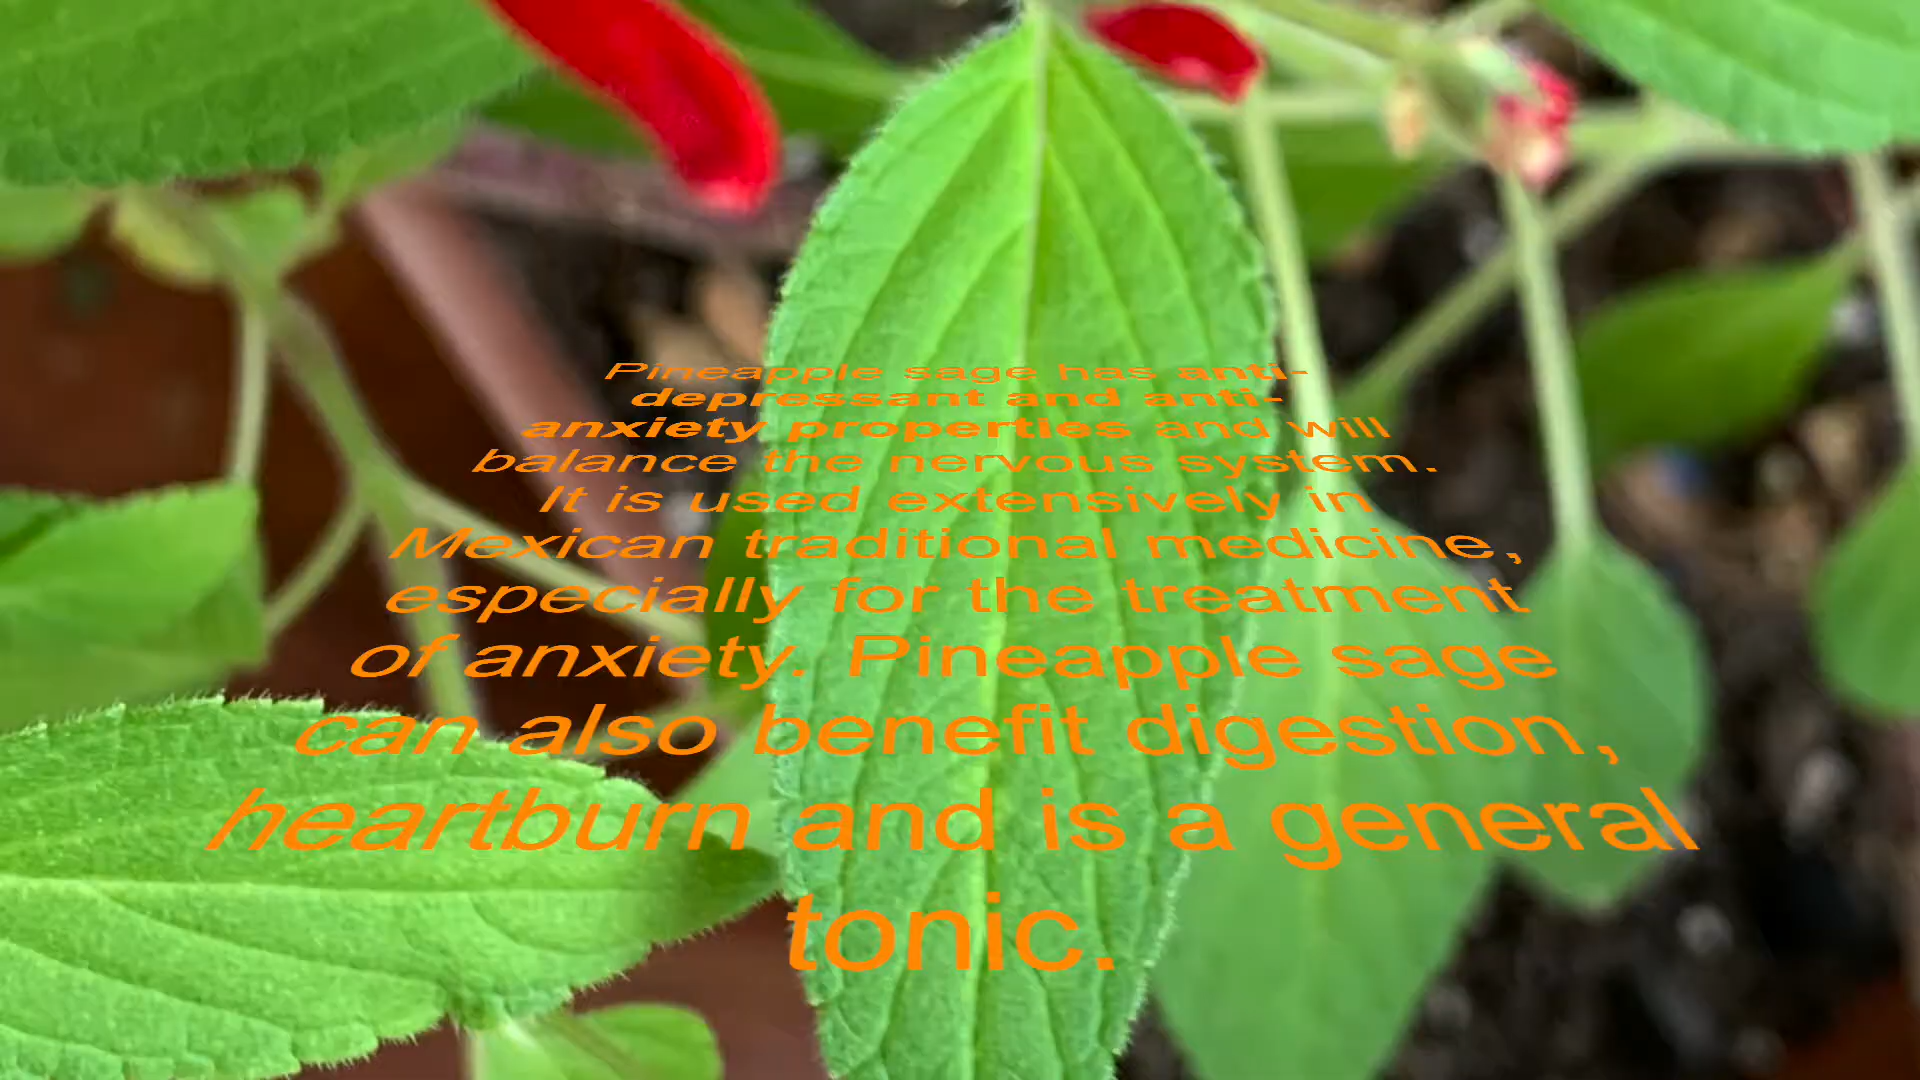 Pineapple sage has anti-
depressant and anti-
anxiety properties and will
balance the nervous system.
It is used extensively in
Mexican traditional medicine,
especially for the treatment
of anxiety. Pineapple sage
can also benefit digestion,
heartburn and is a general
tonic.